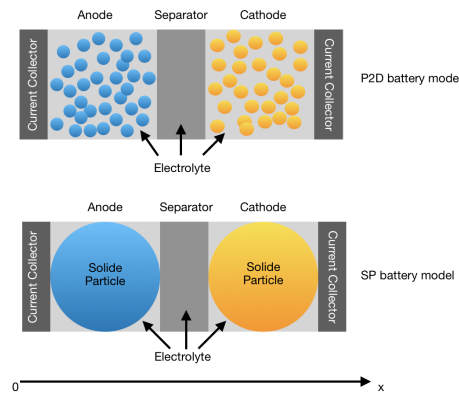 Anode
Separator
Cathode
Current Collector
Current Collector
P2D battery mode
Electrolyte
Anode
Separator
Cathode
Current Collector
Solide
Particle
Solide
Particle
Current Collector
SP battery model
Electrolyte
0
x